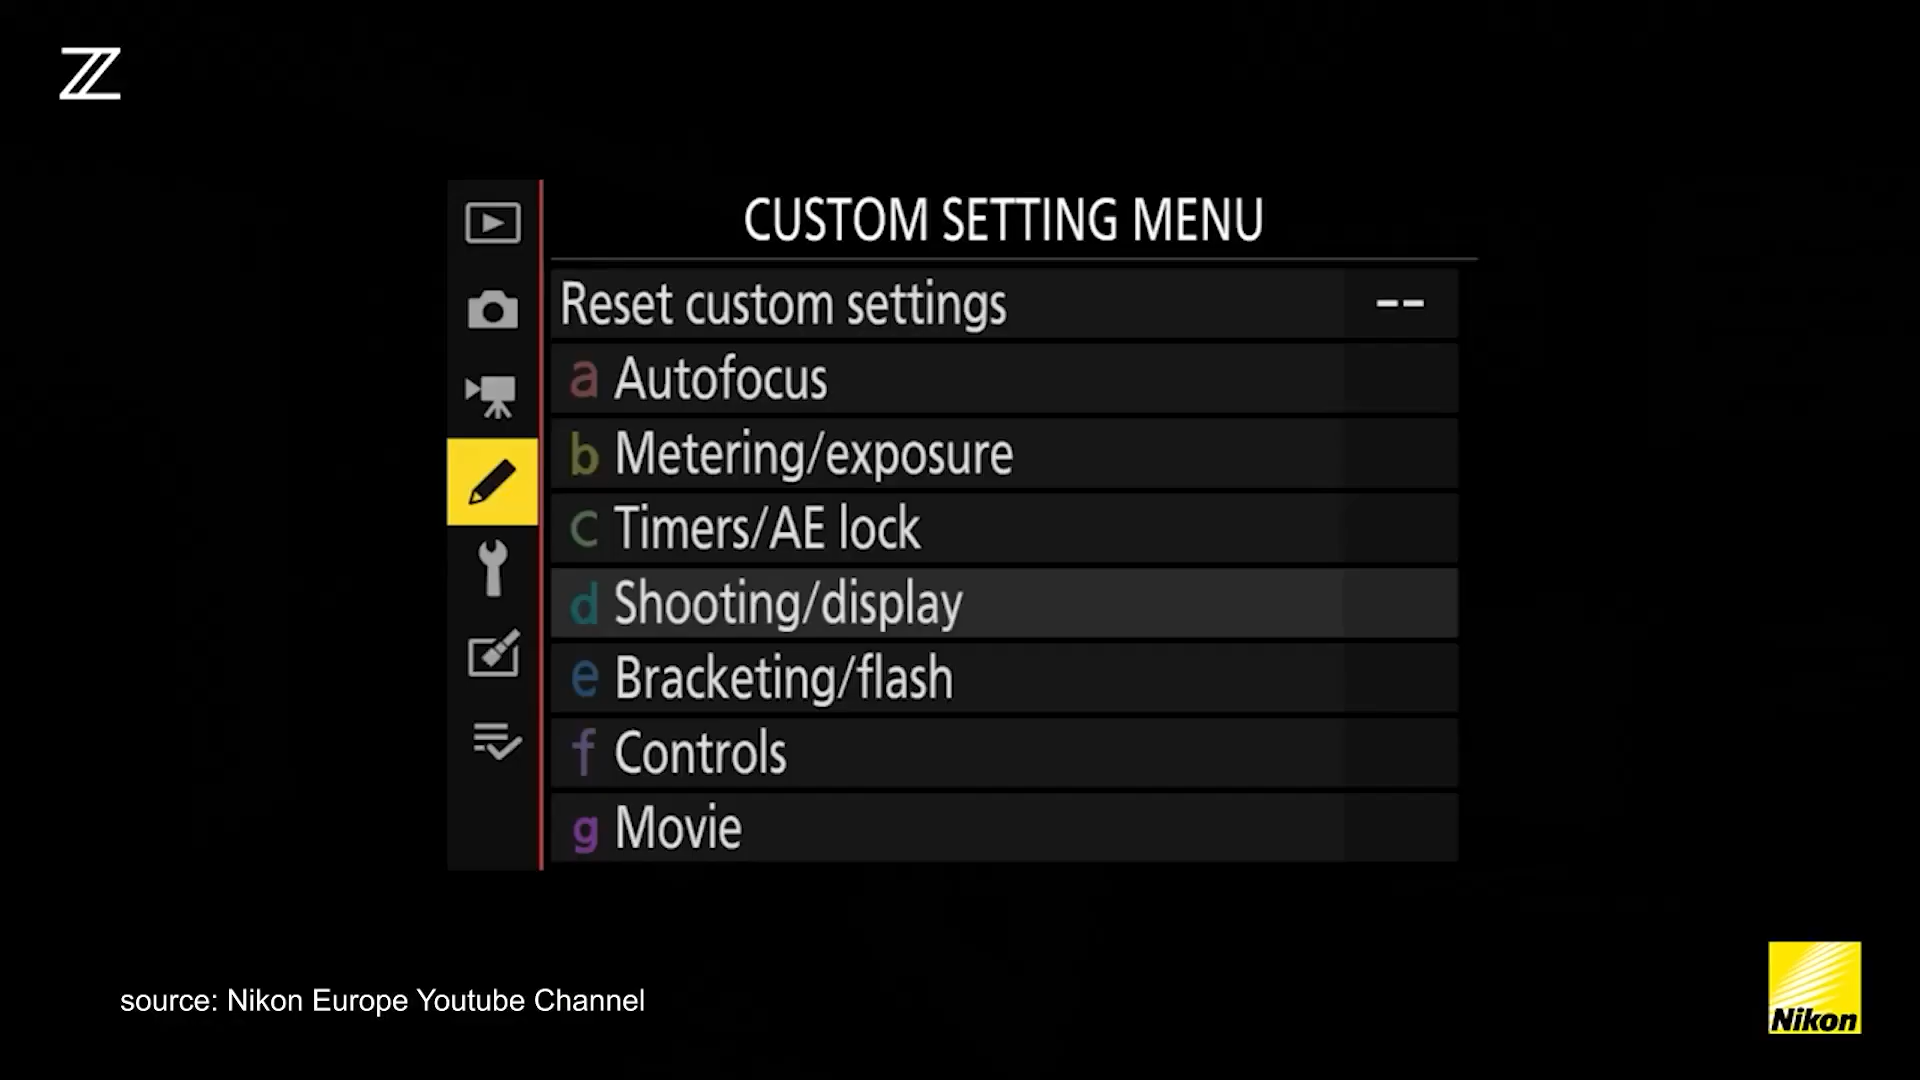 Z
CUSTOM SETTING MENU
Reset custom settings --
a Autofocus
b Metering/exposure
c Timers/AE lock
d Shooting/display
e Bracketing/flash
f Controls
g Movie
source: Nikon Europe Youtube Channel
Nikon